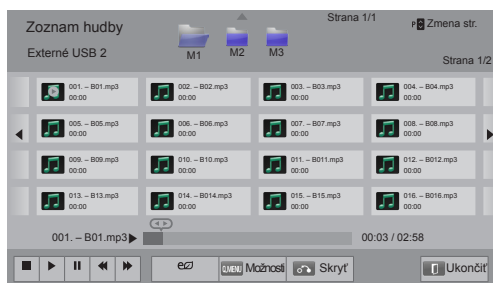 Zoznam hudby
Strana 1/1
P Zmena str.
Externé USB 2
M1 M2 M3
Strana 1/2
001. – B01.mp3 002. – B02.mp3 003. – B03.mp3 004. – B04.mp3
00:00 00:00 00:00 00:00
005. – B05.mp3 006. – B06.mp3 007. – B07.mp3 008. – B08.mp3
00:00 00:00 00:00 00:00
009. – B09.mp3 010. – B10.mp3 011. – B011.mp3 012. – B012.mp3
00:00 00:00 00:00 00:00
013. – B13.mp3 014. – B014.mp3 015. – B15.mp3 016. – B016.mp3
00:00 00:00 00:00 00:00
001. – B01.mp3 00:03 / 02:58
Q.MENU Možnosti Skryť Ukončiť